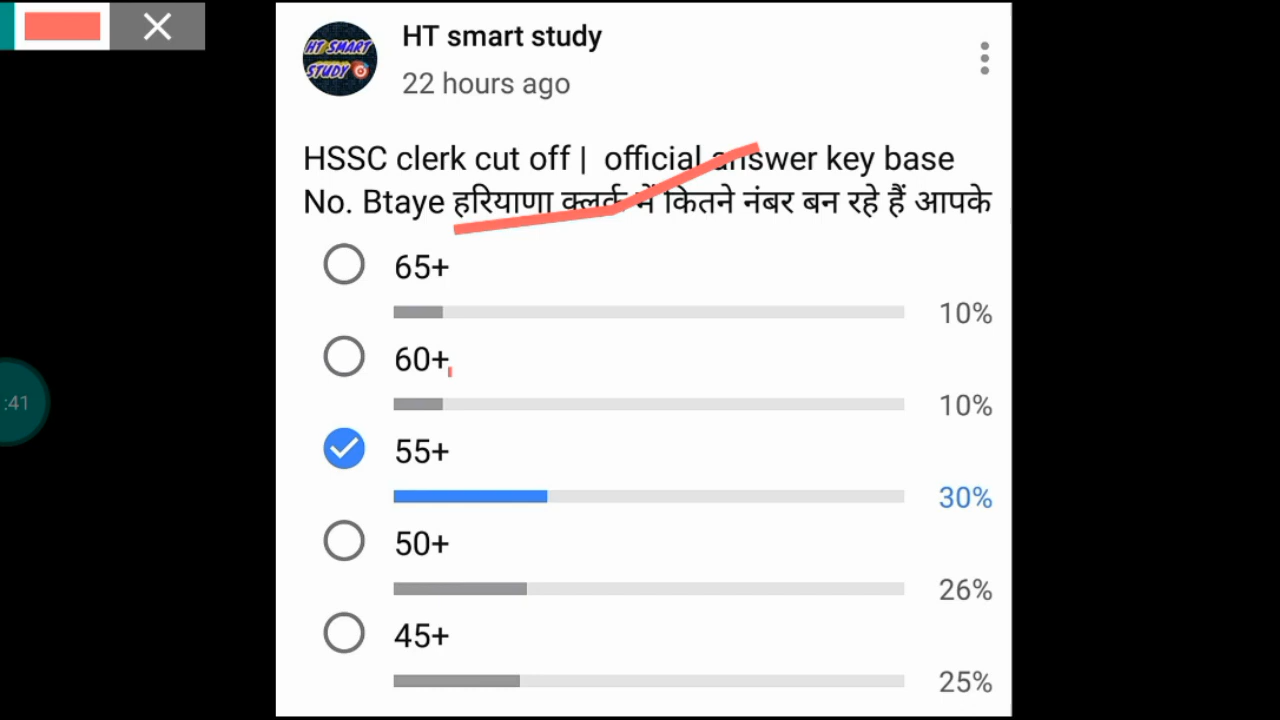 HT SMART
STUDY
HT smart study
22 hours ago
HSSC clerk cut off | official answer key base
No. Btaye हरियाणा क्लर्क में कितने नंबर बन रहे हैं आपके
65+
10%
60+
10%
55+
30%
50+
26%
45+
25%
:41